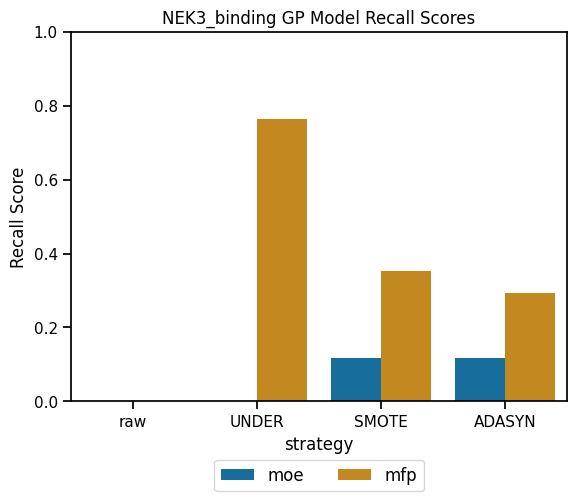 NEK3_binding GP Model Recall Scores
1.0
0.8
0.6
0.4
0.2
0.0
Recall Score
raw UNDER SMOTE ADASYN
strategy
moe mfp